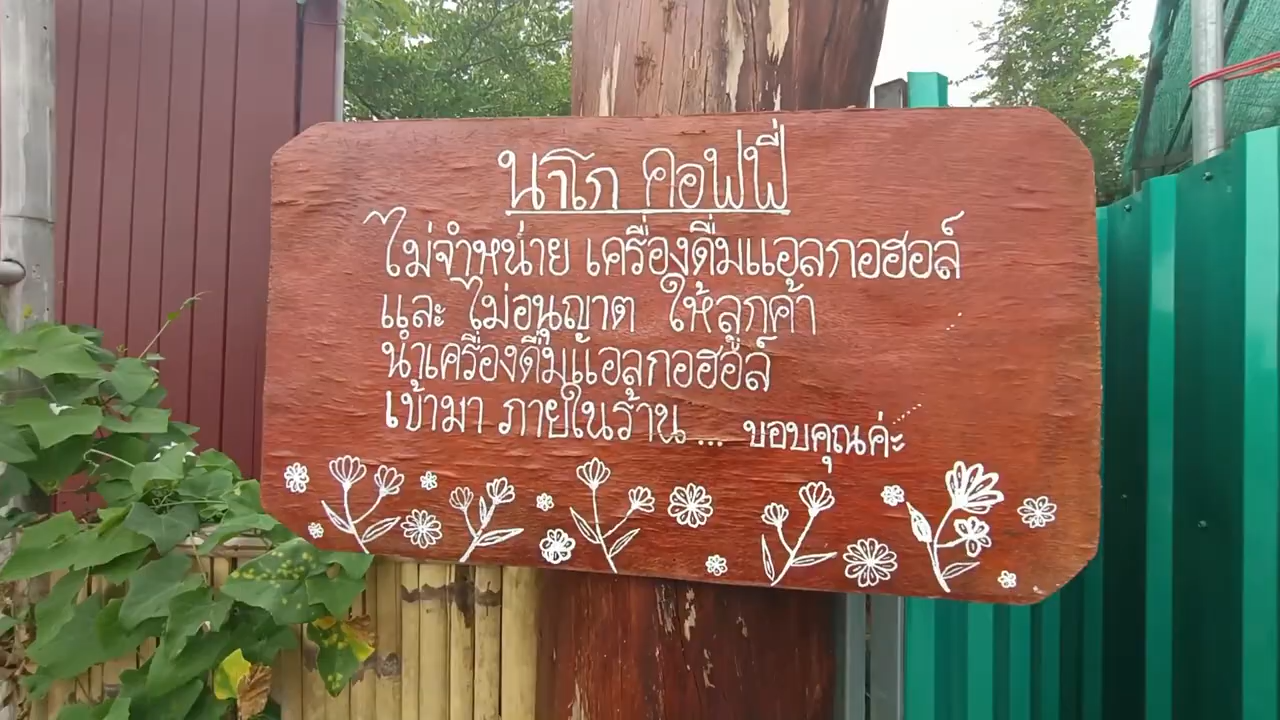 นาโก คอฟฟี่
ไม่จำหน่าย เครื่องดื่มแอลกอฮอล์
และ ไม่อนุญาต ให้ลูกค้า
นำเครื่องดื่มแอลกอฮอล์
เข้ามา ภายในร้าน ... ขอบคุณค่ะ